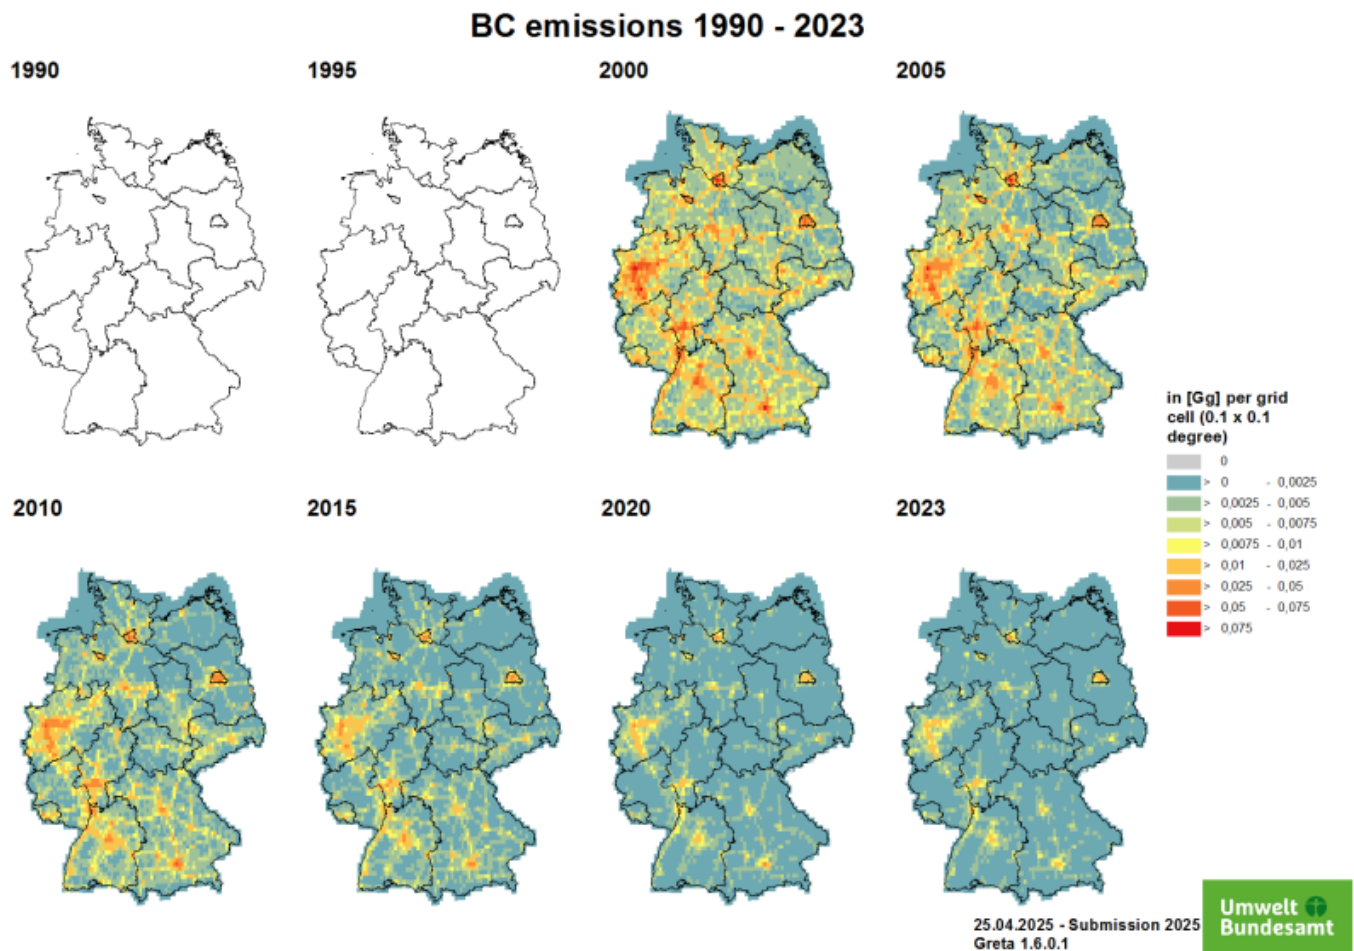 BC emissions 1990 - 2023
1990
1995
2000
2005
in [Gg] per grid
cell (0.1 x 0.1
degree)
0
> 0 - 0,0025
> 0,0025 - 0,005
> 0,005 - 0,0075
> 0,0075 - 0,01
> 0,01 - 0,025
> 0,025 - 0,05
> 0,05 - 0,075
> 0,075
2010
2015
2020
2023
25.04.2025 - Submission 2025
Greta 1.6.0.1
Umwelt
Bundesamt